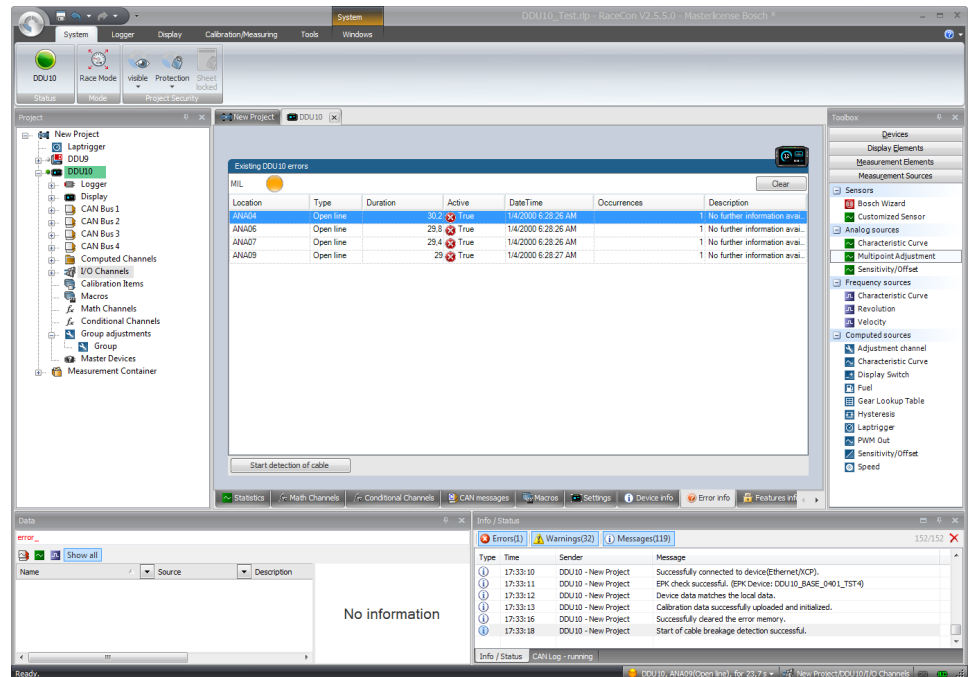 System
DDU10_Test.rlp - RaceCon V2.5.5.0 - Masterlicense Bosch *
System Logger Display Calibration/Measuring Tools Windows
DDU10 Race Mode visible Protection Sheet locked
Status Mode Project Security
Project
New Project
Laptrigger
DDU9
DDU10
Logger
Display
CAN Bus 1
CAN Bus 2
CAN Bus 3
CAN Bus 4
Computed Channels
I/O Channels
Calibration Items
Macros
Math Channels
Conditional Channels
Group adjustments
Group
Master Devices
Measurement Container
New Project DDU10
Existing DDU10 errors
MIL Clear
Location Type Duration Active DateTime Occurrences Description
ANA04 Open line 30,2 True 1/4/2000 6:28:26 AM 1 No further information avai...
ANA06 Open line 29,8 True 1/4/2000 6:28:26 AM 1 No further information avai...
ANA07 Open line 29,4 True 1/4/2000 6:28:26 AM 1 No further information avai...
ANA09 Open line 29 True 1/4/2000 6:28:27 AM 1 No further information avai...
Start detection of cable
Statistics Math Channels Conditional Channels CAN messages Macros Settings Device info Error info Features inf
Toolbox
Devices
Display Elements
Measurement Elements
Measurement Sources
Sensors
Bosch Wizard
Customized Sensor
Analog sources
Characteristic Curve
Multipoint Adjustment
Sensitivity/Offset
Frequency sources
Characteristic Curve
Revolution
Velocity
Computed sources
Adjustment channel
Characteristic Curve
Display Switch
Fuel
Gear Lookup Table
Hysteresis
Laptrigger
PWM Out
Sensitivity/Offset
Speed
Data
error_
Show all
Name Source Description
No information
Info / Status
Errors(1) Warnings(32) Messages(119) 152/152
Type Time Sender Message
17:33:10 DDU10 - New Project Successfully connected to device(Ethernet/XCP).
17:33:11 DDU10 - New Project EPK check successful. (EPK Device: DDU10_BASE_0401_TST4)
17:33:12 DDU10 - New Project Device data matches the local data.
17:33:13 DDU10 - New Project Calibration data successfully uploaded and initialized.
17:33:16 DDU10 - New Project Successfully cleared the error memory.
17:33:18 DDU10 - New Project Start of cable breakage detection successful.
Info / Status CAN Log - running
Ready. DDU10, ANA09(Open line), for 23,7 s New Project/DDU10/I/O Channels